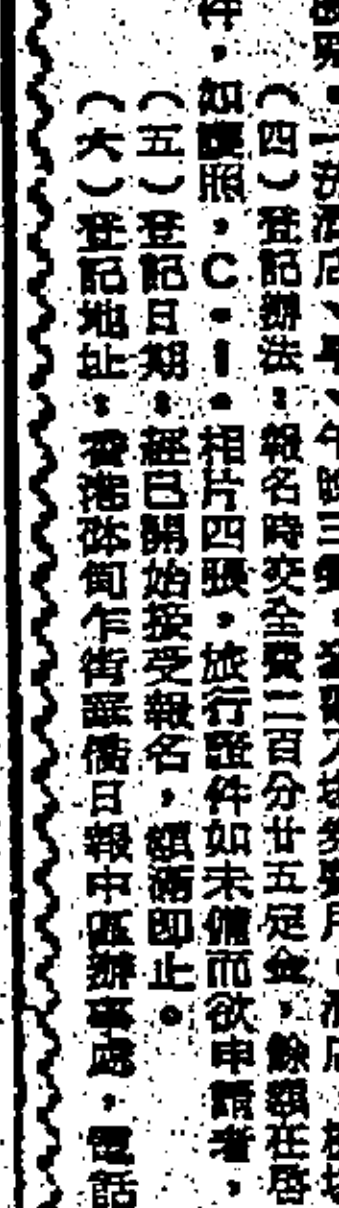 （四）登記辦法：報名時交全費二百分廿五定金，餘額在啓
件，如護照，C．I．相片四張，旅行證件如未備而欲申請者，
（五）登記日期：經已開始接受報名，額滿即止。
（六）登記地址：香港砵甸乍街華僑日報中區辦事處，電話